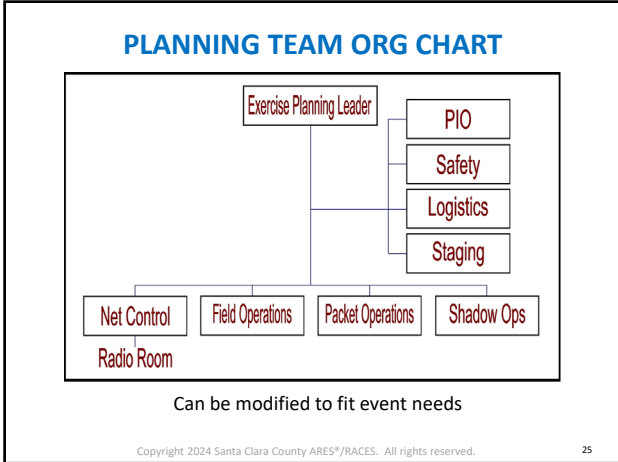 PLANNING TEAM ORG CHART
Exercise Planning Leader
PIO
Safety
Logistics
Staging
Net Control
Field Operations
Packet Operations
Shadow Ops
Radio Room
Can be modified to fit event needs
Copyright 2024 Santa Clara County ARES®/RACES. All rights reserved.
25